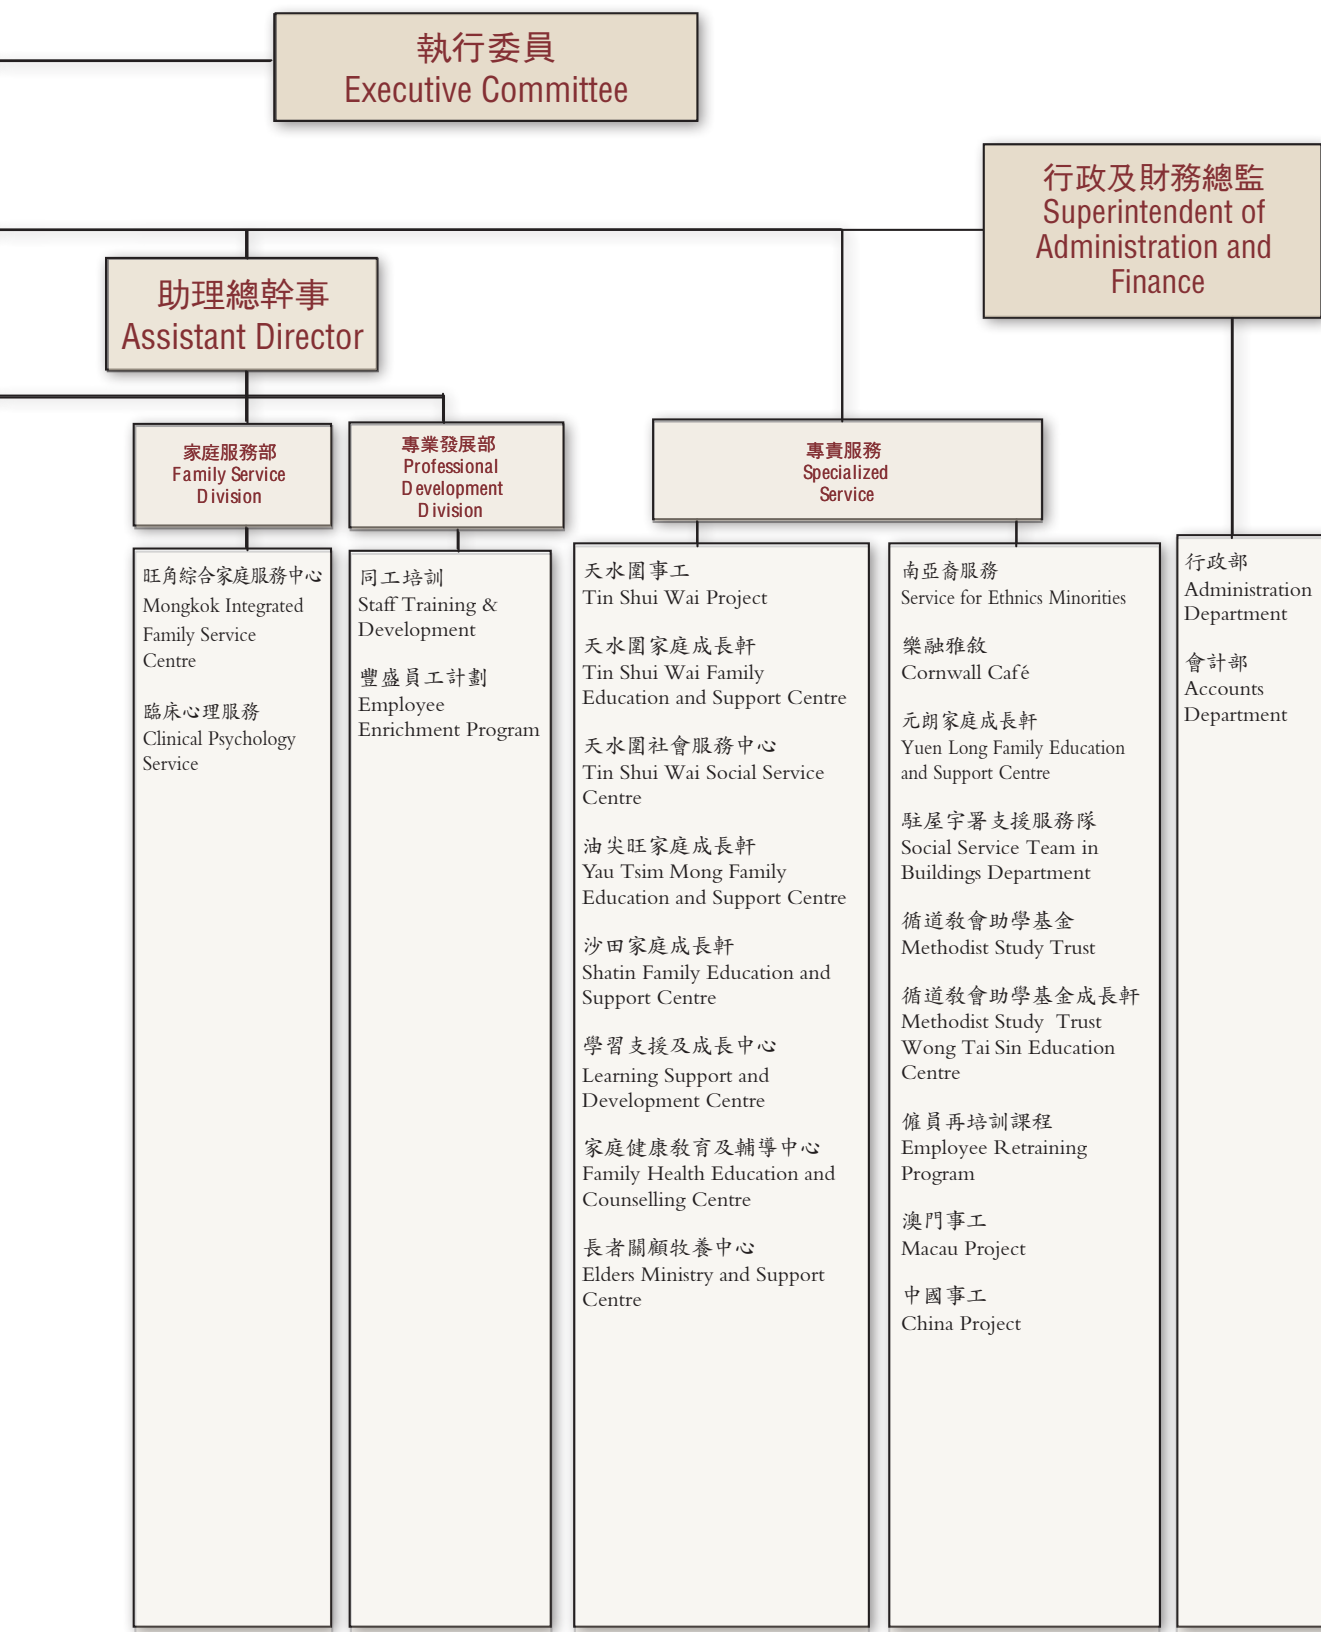 執行委員
Executive Committee
行政及財務總監
Superintendent of
Administration and
Finance
助理總幹事
Assistant Director
家庭服務部
Family Service
Division
專業發展部
Professional
Development
Division
專責服務
Specialized
Service
旺角綜合家庭服務中心
Mongkok Integrated
Family Service
Centre
臨床心理服務
Clinical Psychology
Service
同工培訓
Staff Training &
Development
豐盛員工計劃
Employee
Enrichment Program
天水圍事工
Tin Shui Wai Project
天水圍家庭成長軒
Tin Shui Wai Family
Education and Support Centre
天水圍社會服務中心
Tin Shui Wai Social Service
Centre
油尖旺家庭成長軒
Yau Tsim Mong Family
Education and Support Centre
沙田家庭成長軒
Shatin Family Education and
Support Centre
學習支援及成長中心
Learning Support and
Development Centre
家庭健康教育及輔導中心
Family Health Education and
Counselling Centre
長者關顧牧養中心
Elders Ministry and Support
Centre
南亞裔服務
Service for Ethnics Minorities
樂融雅敘
Cornwall Café
元朗家庭成長軒
Yuen Long Family Education
and Support Centre
駐屋宇署支援服務隊
Social Service Team in
Buildings Department
循道教會助學基金
Methodist Study Trust
循道教會助學基金成長軒
Methodist Study Trust
Wong Tai Sin Education
Centre
僱員再培訓課程
Employee Retraining
Program
澳門事工
Macau Project
中國事工
China Project
行政部
Administration
Department
會計部
Accounts
Department